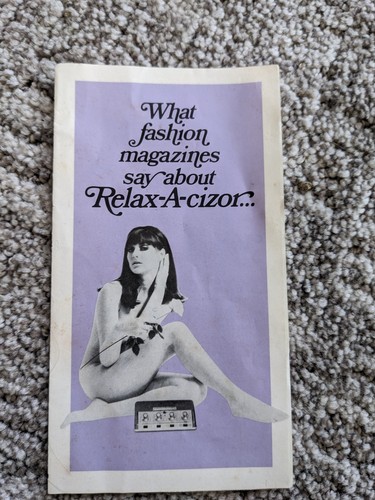 What
fashion
magazines
say about
Relax-A-cizor...